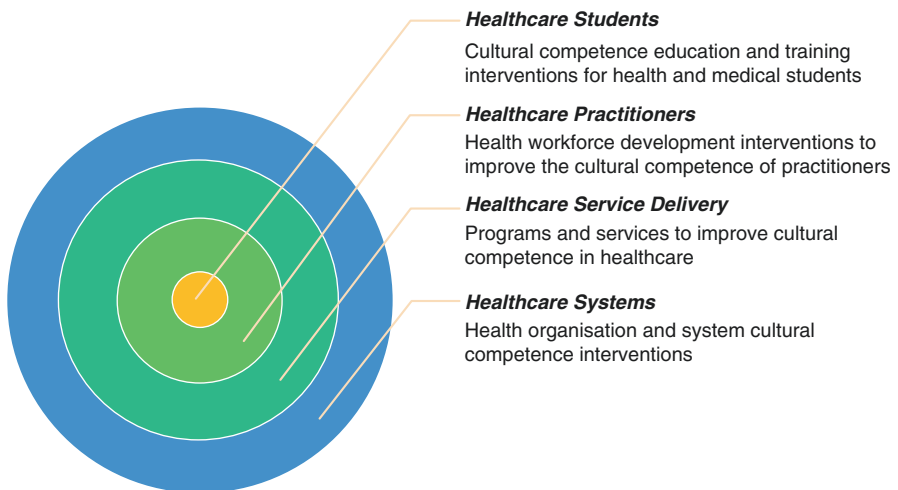 Healthcare Students
Cultural competence education and training
interventions for health and medical students
Healthcare Practitioners
Health workforce development interventions to
improve the cultural competence of practitioners
Healthcare Service Delivery
Programs and services to improve cultural
competence in healthcare
Healthcare Systems
Health organisation and system cultural
competence interventions